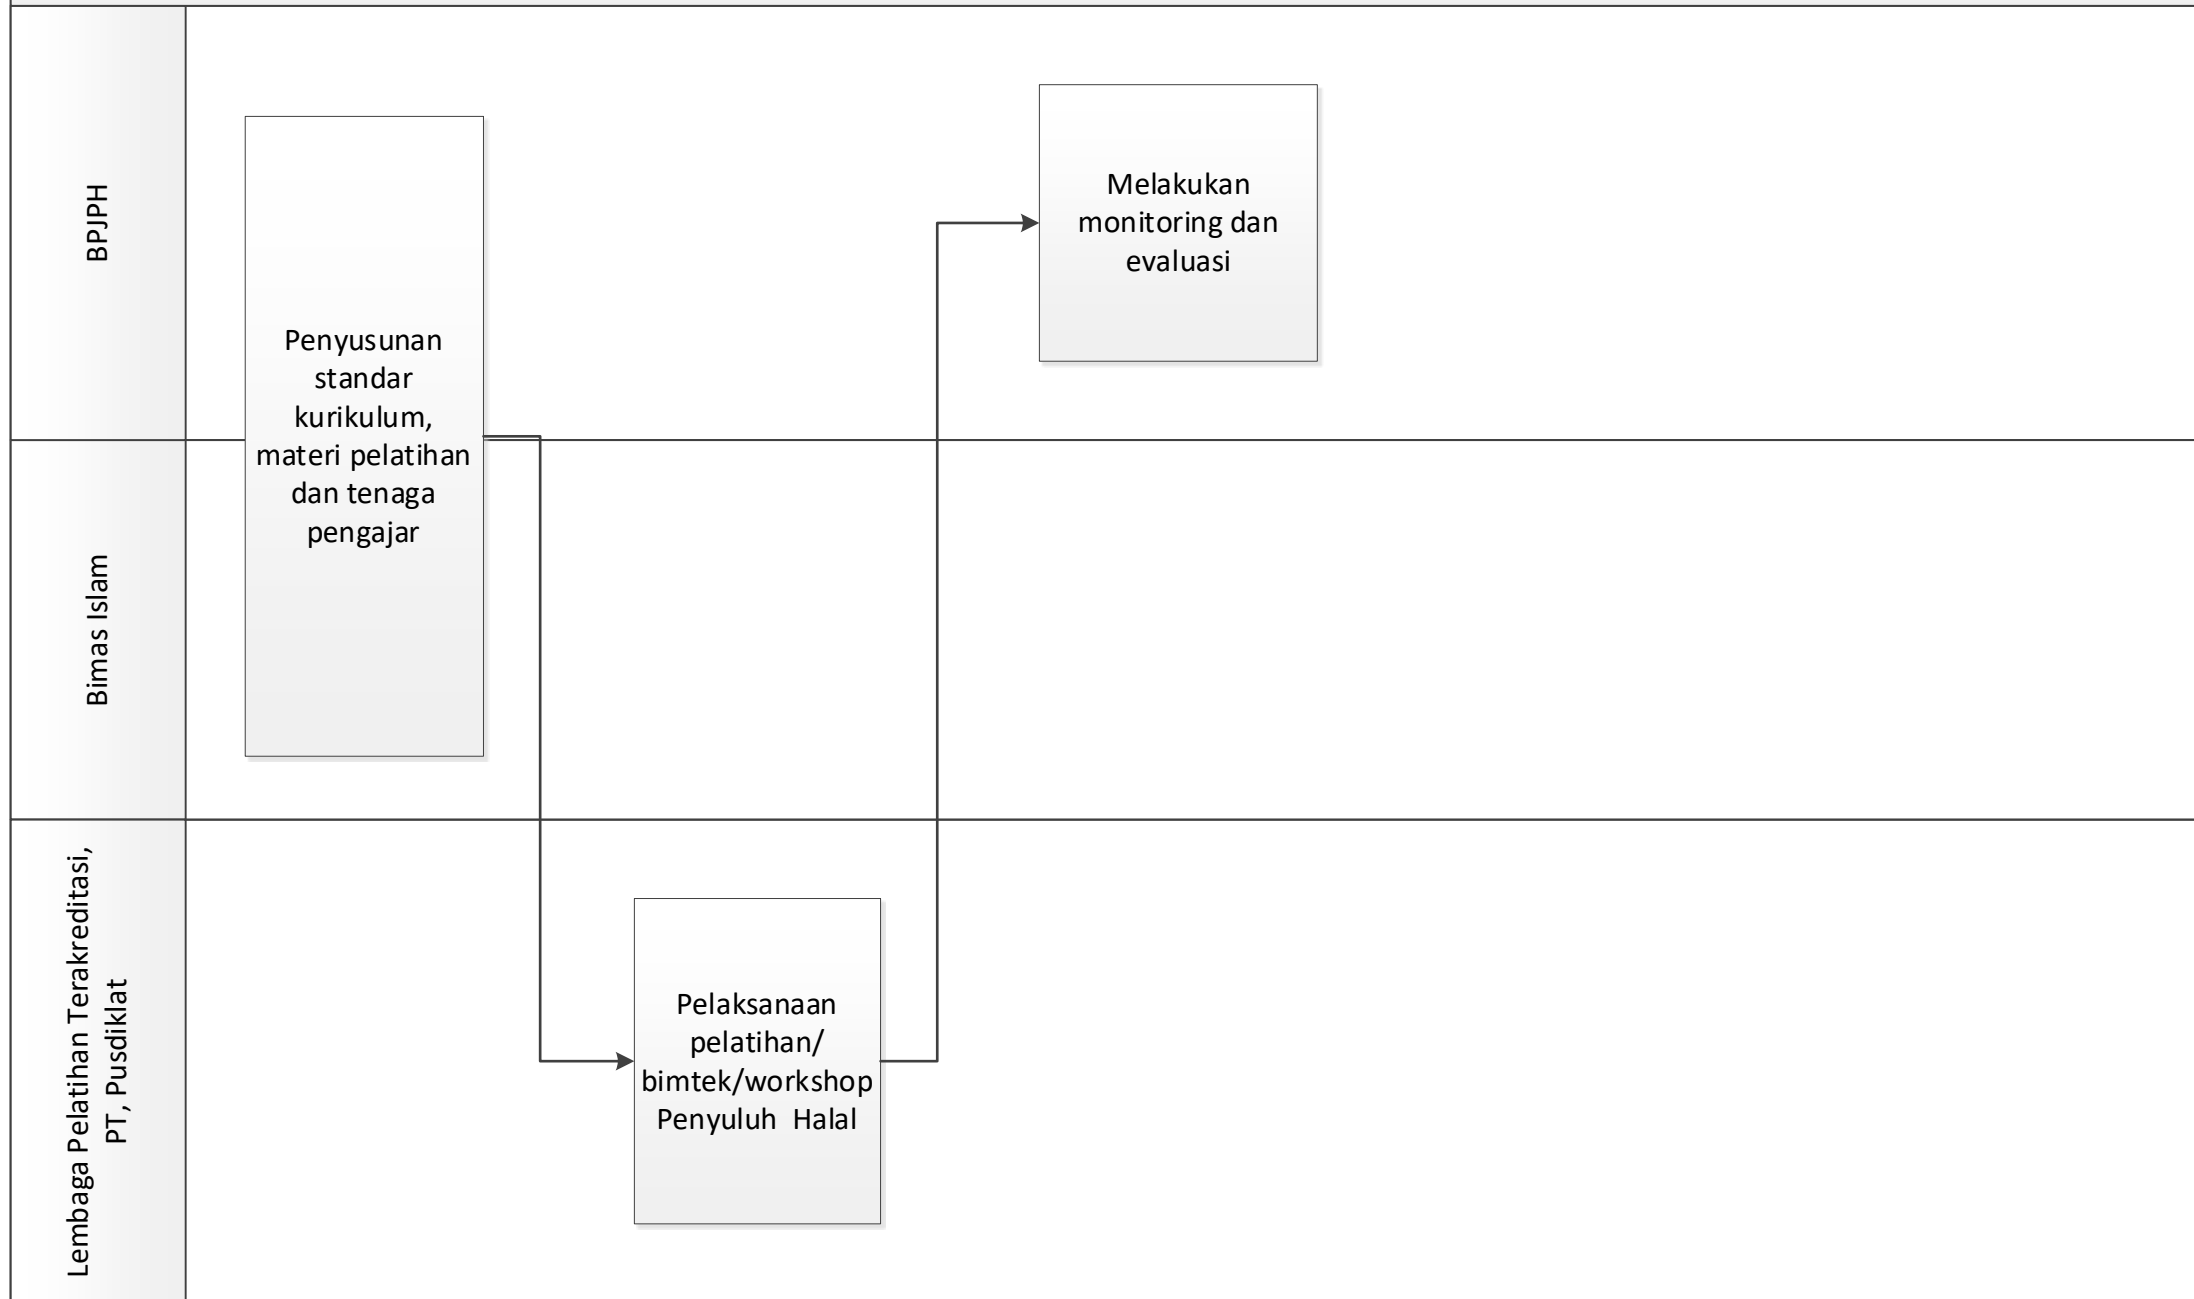 BPJPH
Penyusunan
standar
kurikulum,
materi pelatihan
dan tenaga
pengajar
Melakukan
monitoring dan
evaluasi
Bimas Islam
Lembaga Pelatihan Terakreditasi,
PT, Pusdiklat
Pelaksanaan
pelatihan/
bimtek/workshop
Penyuluh  Halal